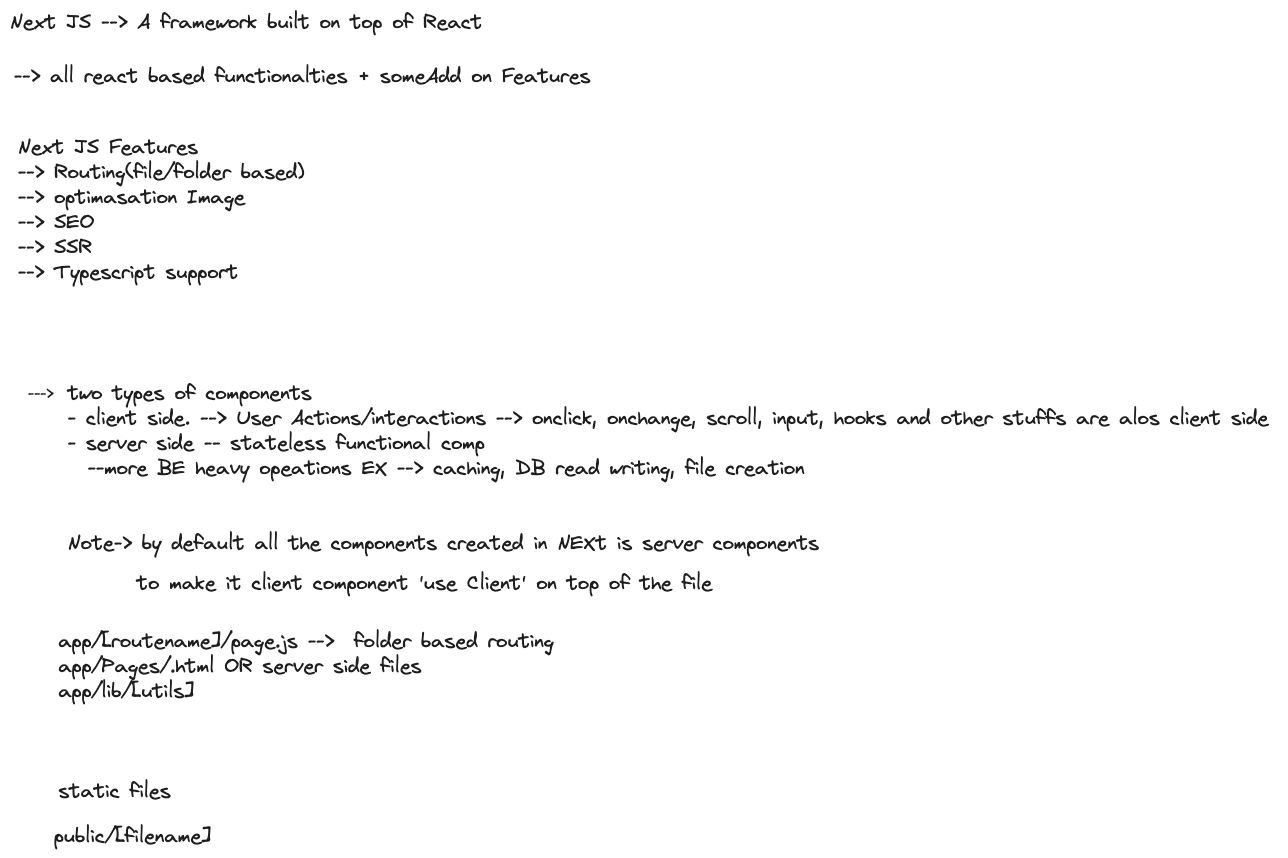 Next JS --> A framework built on top of React
--> all react based functionalties + someAdd on Features
Next JS Features
--> Routing(file/folder based)
--> optimasation Image
--> SEO
--> SSR
--> Typescript support
---> two types of components
- client side. --> User Actions/interactions --> onclick, onchange, scroll, input, hooks and other stuffs are alos client side
- server side -- stateless functional comp
--more BE heavy opeations EX --> caching, DB read writing, file creation
Note-> by default all the components created in NEXt is server components
to make it client component 'use Client' on top of the file
app/[routename]/page.js --> folder based routing
app/Pages/.html OR server side files
app/lib/[utils]
static files
public/[filename]